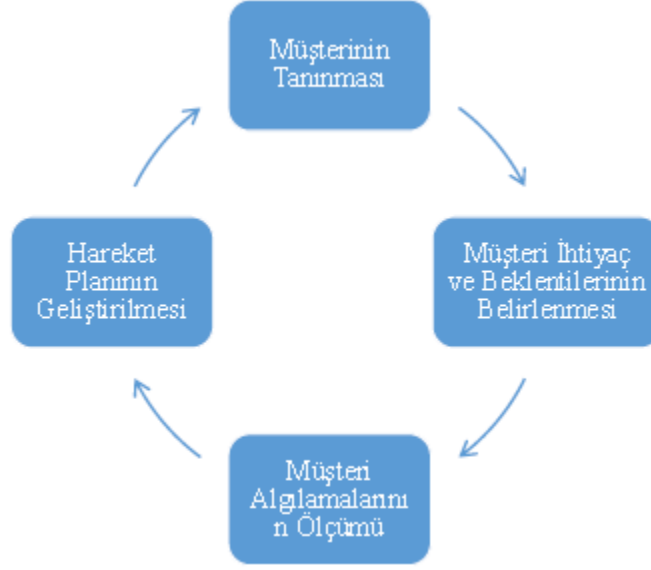 Müşterinin
Tanınması
Müşteri İhtiyaç
ve Beklentilerinin
Belirlenmesi
Müşteri
Algılamalarını
n Ölçümü
Hareket
Planının
Geliştirilmesi